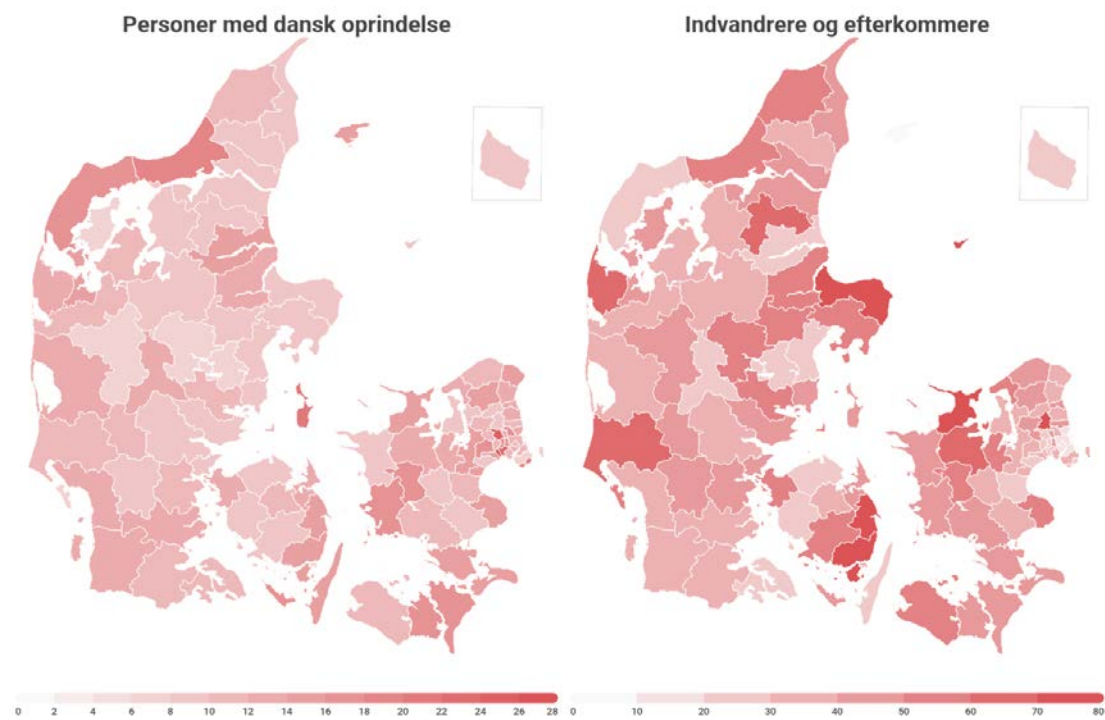 Personer med dansk oprindelse
Indvandrere og efterkommere
0 2 4 6 8 10 12 14 16 18 20 22 24 26 28
0 10 20 30 40 50 60 70 80